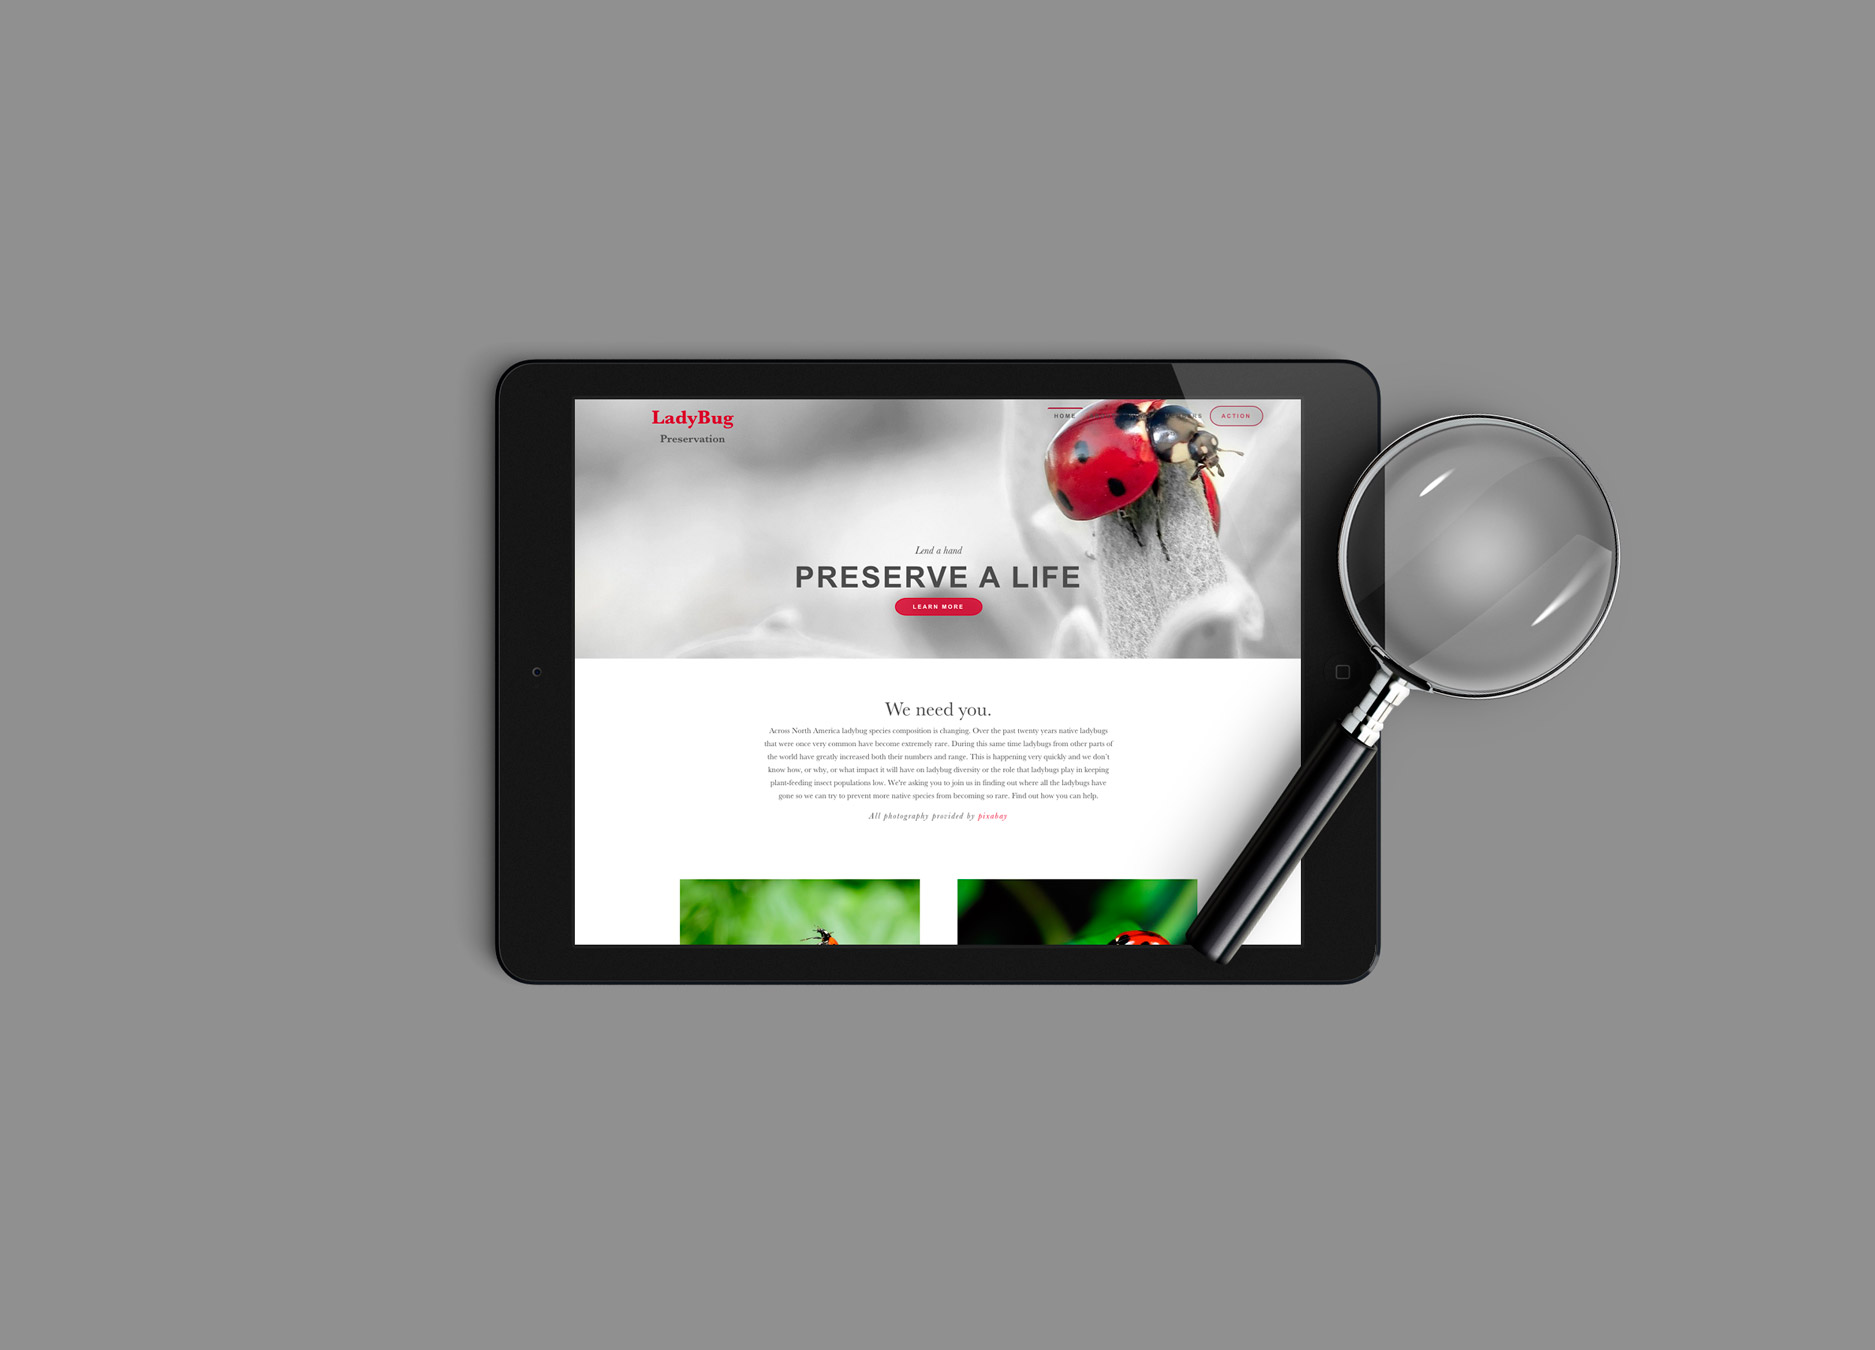 LadyBug
Preservation
HOME
ACTION
Lend a hand
PRESERVE A LIFE
LEARN MORE
We need you.
Across North America ladybug species composition is changing. Over the past twenty years native ladybugs
that were once very common have become extremely rare. During this same time ladybugs from other parts of
the world have greatly increased both their numbers and range. This is happening very quickly and we don't
know how, or why, or what impact it will have on ladybug diversity or the role that ladybugs play in keeping
plant-feeding insect populations low. We're asking you to join us in finding out where all the ladybugs have
gone so we can try to prevent more native species from becoming so rare. Find out how you can help.
All photography provided by pixabay